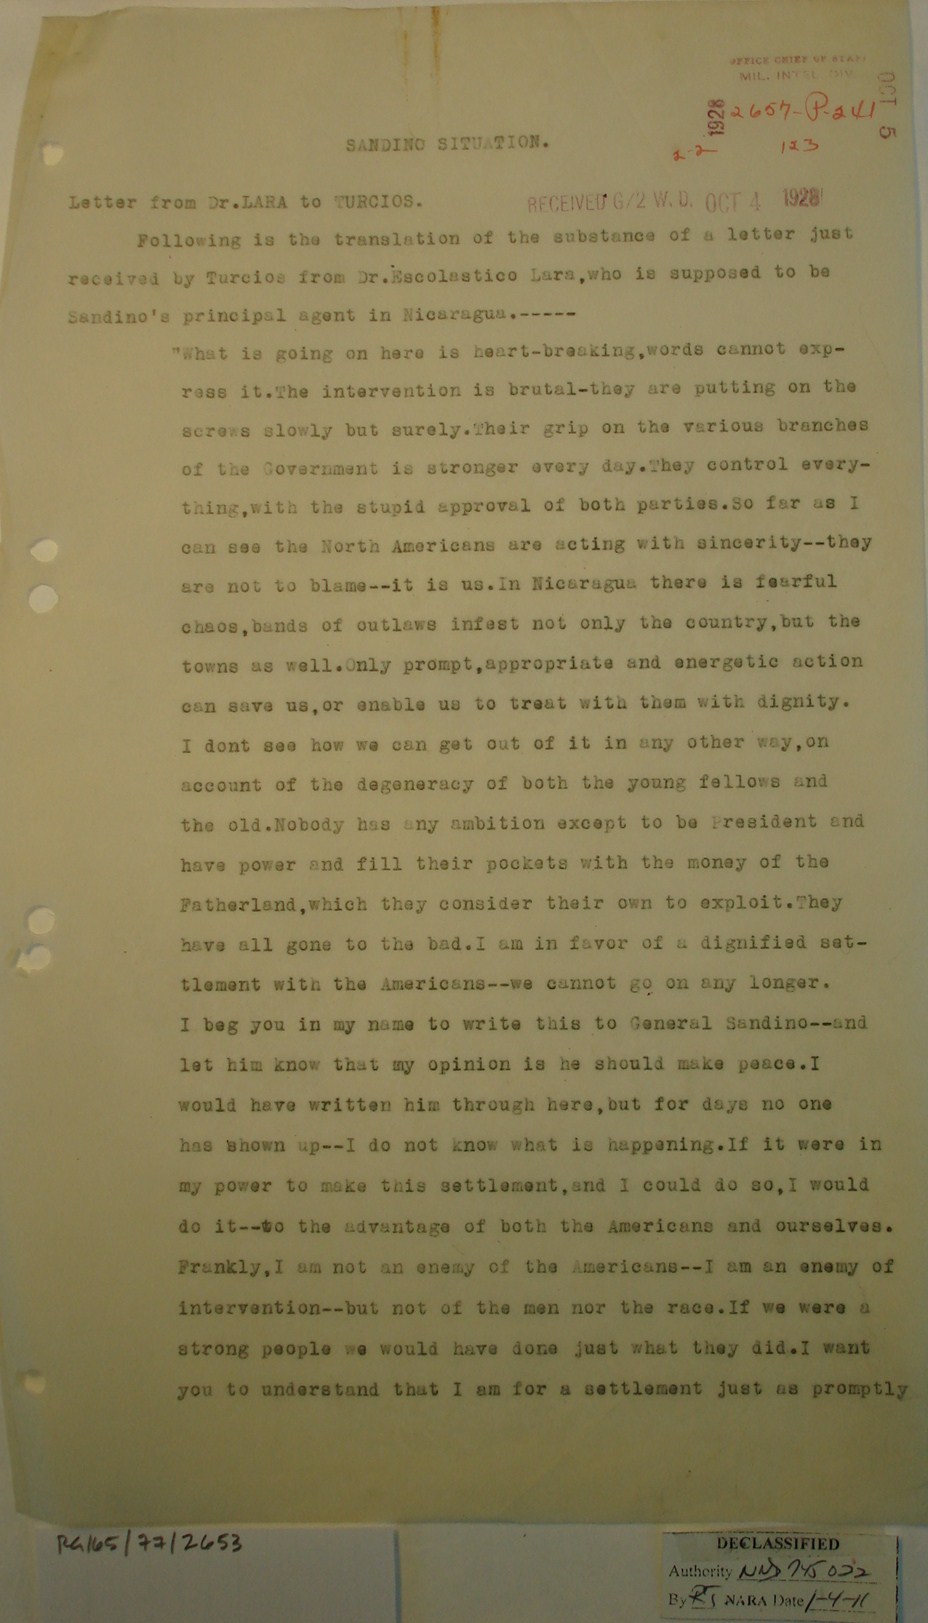 OFFICE CHIEF OF STAFF
MIL. INTEL. DIV.
OCT 5 1928
2657-P-241
123
2-2
SANDINO SITUATION.
Letter from Dr.LARA to TURCIOS.
RECEIVED G/2 W. D. OCT 4 1928
Following is the translation of the substance of a letter just
received by Turcios from Dr.Escolastico Lara,who is supposed to be
Sandino's principal agent in Nicaragua.-----
"What is going on here is heart-breaking,words cannot exp-
ress it.The intervention is brutal-they are putting on the
screws slowly but surely.Their grip on the various branches
of the Government is stronger every day.They control every-
thing,with the stupid approval of both parties.So far as I
can see the North Americans are acting with sincerity--they
are not to blame--it is us.In Nicaragua there is fearful
chaos,bands of outlaws infest not only the country,but the
towns as well.Only prompt,appropriate and energetic action
can save us,or enable us to treat with them with dignity.
I dont see how we can get out of it in any other way,on
account of the degeneracy of both the young fellows and
the old.Nobody has any ambition except to be President and
have power and fill their pockets with the money of the
Fatherland,which they consider their own to exploit.They
have all gone to the bad.I am in favor of a dignified set-
tlement with the Americans--we cannot go on any longer.
I beg you in my name to write this to General Sandino--and
let him know that my opinion is he should make peace.I
would have written him through here,but for days no one
has shown up--I do not know what is happening.If it were in
my power to make this settlement,and I could do so,I would
do it--to the advantage of both the Americans and ourselves.
Frankly,I am not an enemy of the Americans--I am an enemy of
intervention--but not of the men nor the race.If we were a
strong people we would have done just what they did.I want
you to understand that I am for a settlement just as promptly
RG165/77/2653
DECLASSIFIED
Authority NND 745022
By RT NARA Date 1-4-11